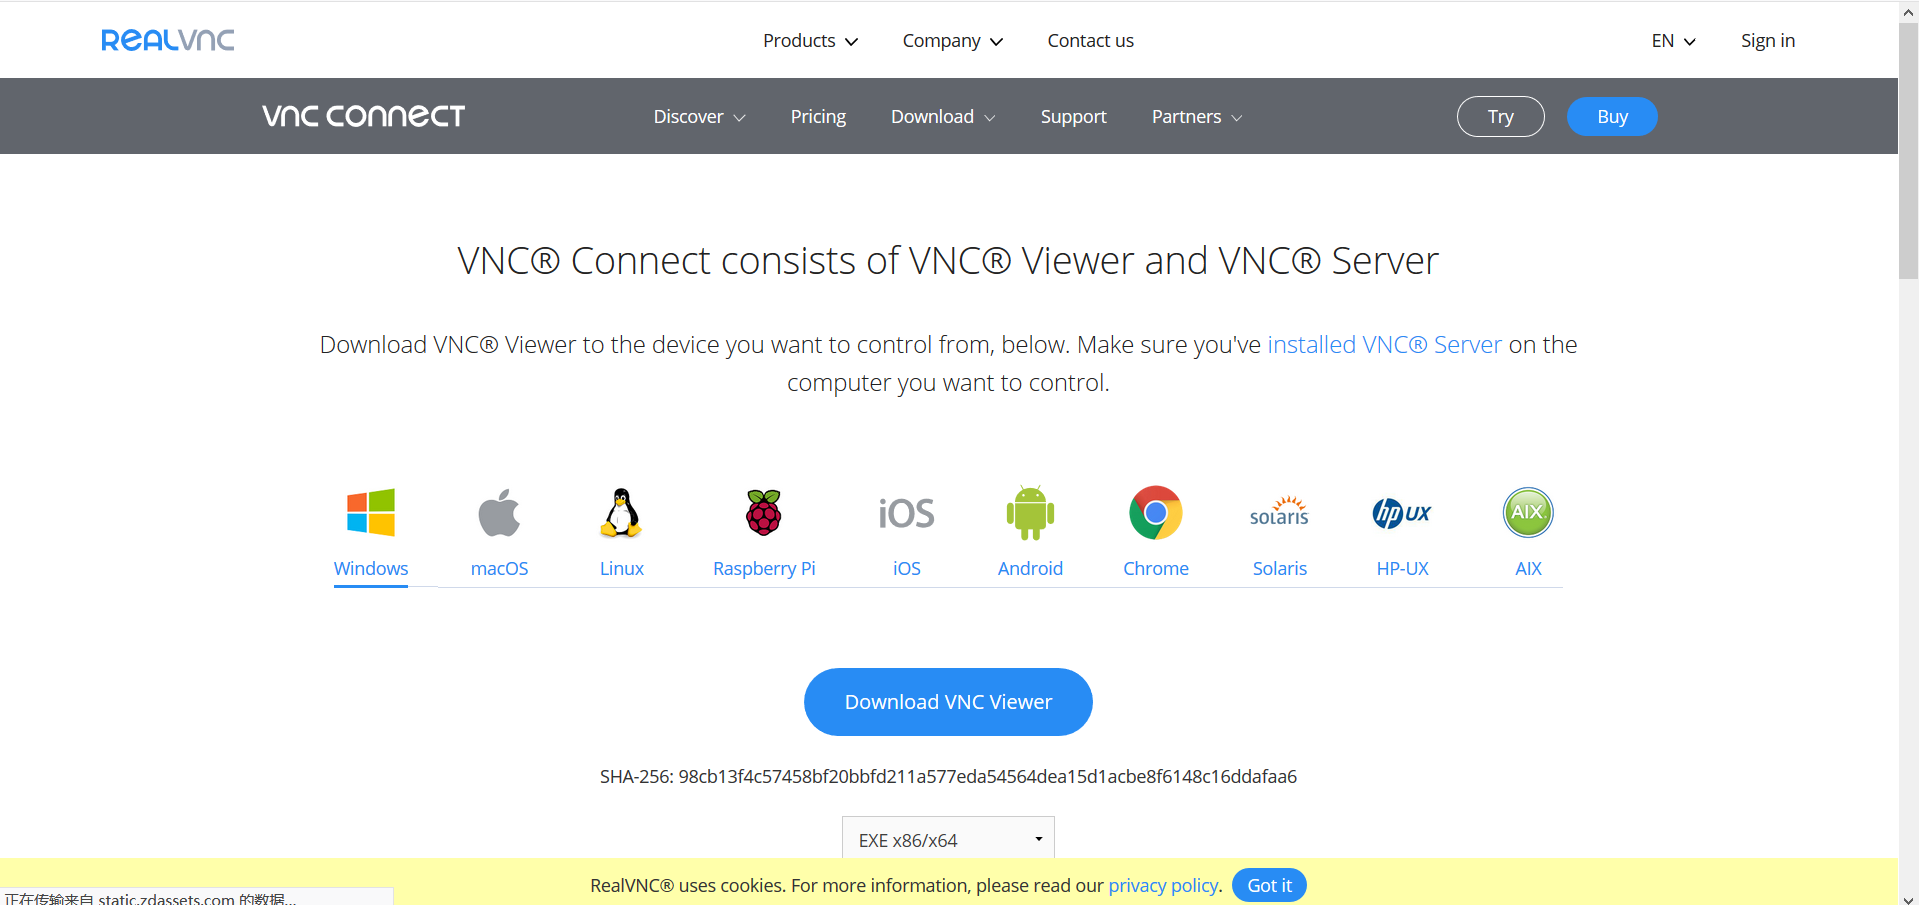 REALVNC
Products Company Contact us EN Sign in
vnc connect
Discover Pricing Download Support Partners Try Buy
VNC® Connect consists of VNC® Viewer and VNC® Server
Download VNC® Viewer to the device you want to control from, below. Make sure you've installed VNC® Server on the
computer you want to control.
iOS solaris hp UX AIX
Windows macOS Linux Raspberry Pi iOS Android Chrome Solaris HP-UX AIX
Download VNC Viewer
SHA-256: 98cb13f4c57458bf20bbfd211a577eda54564dea15d1acbe8f6148c16ddafaa6
EXE x86/x64
RealVNC® uses cookies. For more information, please read our privacy policy. Got it
正在传输来自 static.zdassets.com 的数据...